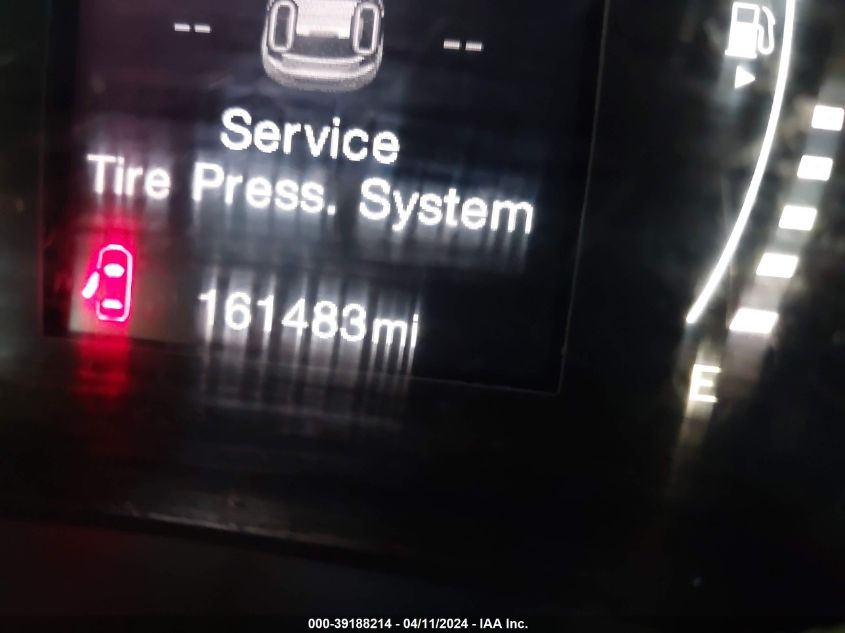 -- --
Service
Tire Press. System
161483mi
E
000-39188214 - 04/11/2024 - IAA Inc.